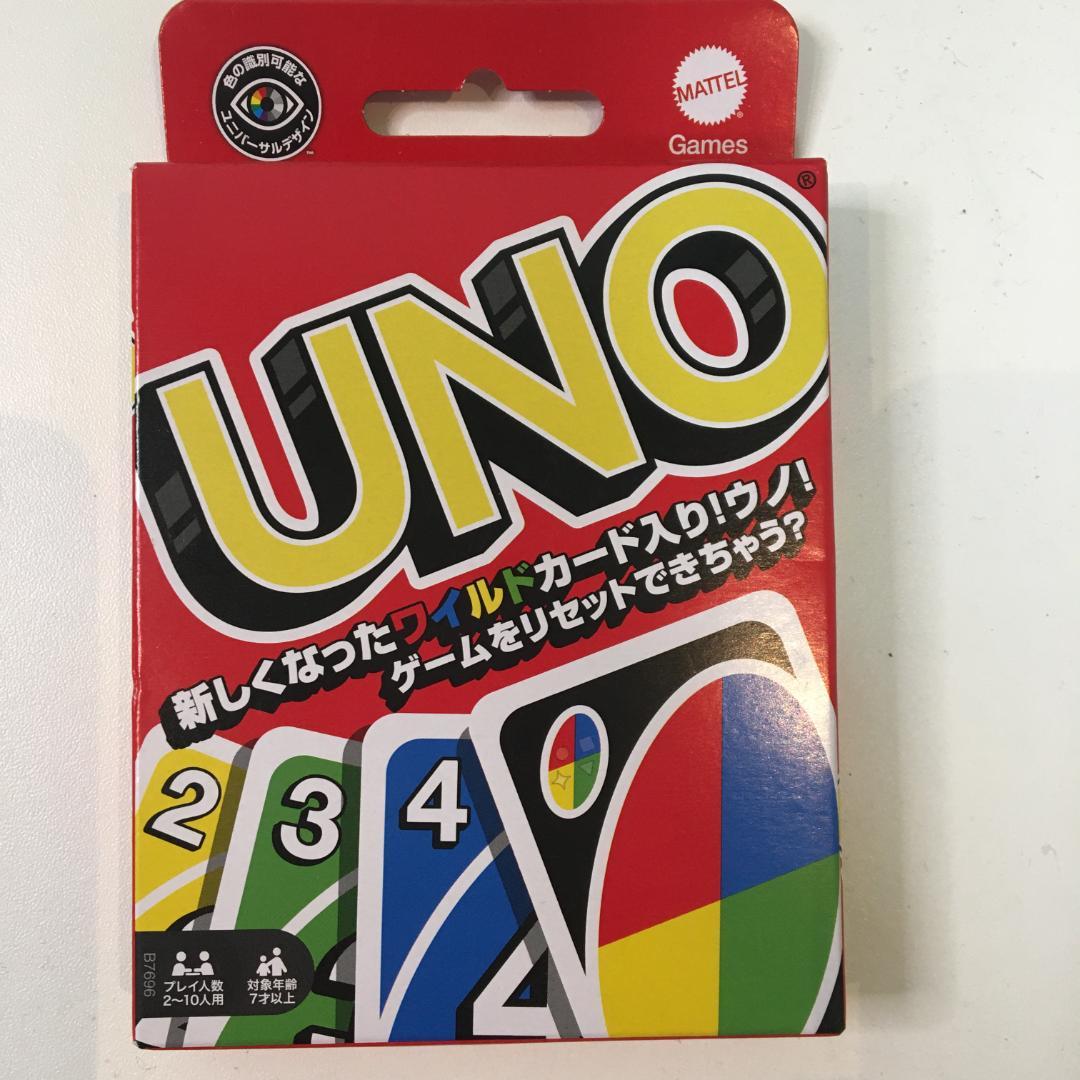 色の識別可能な
ユニバーサルデザイン
™
MATTEL
®
Games
UNO
®
新しくなったワイルドカード入り!ウノ!
ゲームをリセットできちゃう?
2
3
4
プレイ人数
2〜10人用
対象年齢
7才以上
B7696